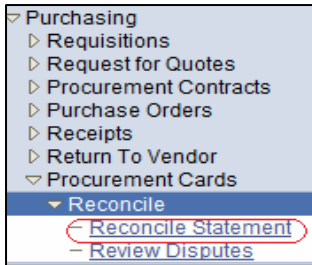 Purchasing
Requisitions
Request for Quotes
Procurement Contracts
Purchase Orders
Receipts
Return To Vendor
Procurement Cards
Reconcile
– Reconcile Statement
– Review Disputes